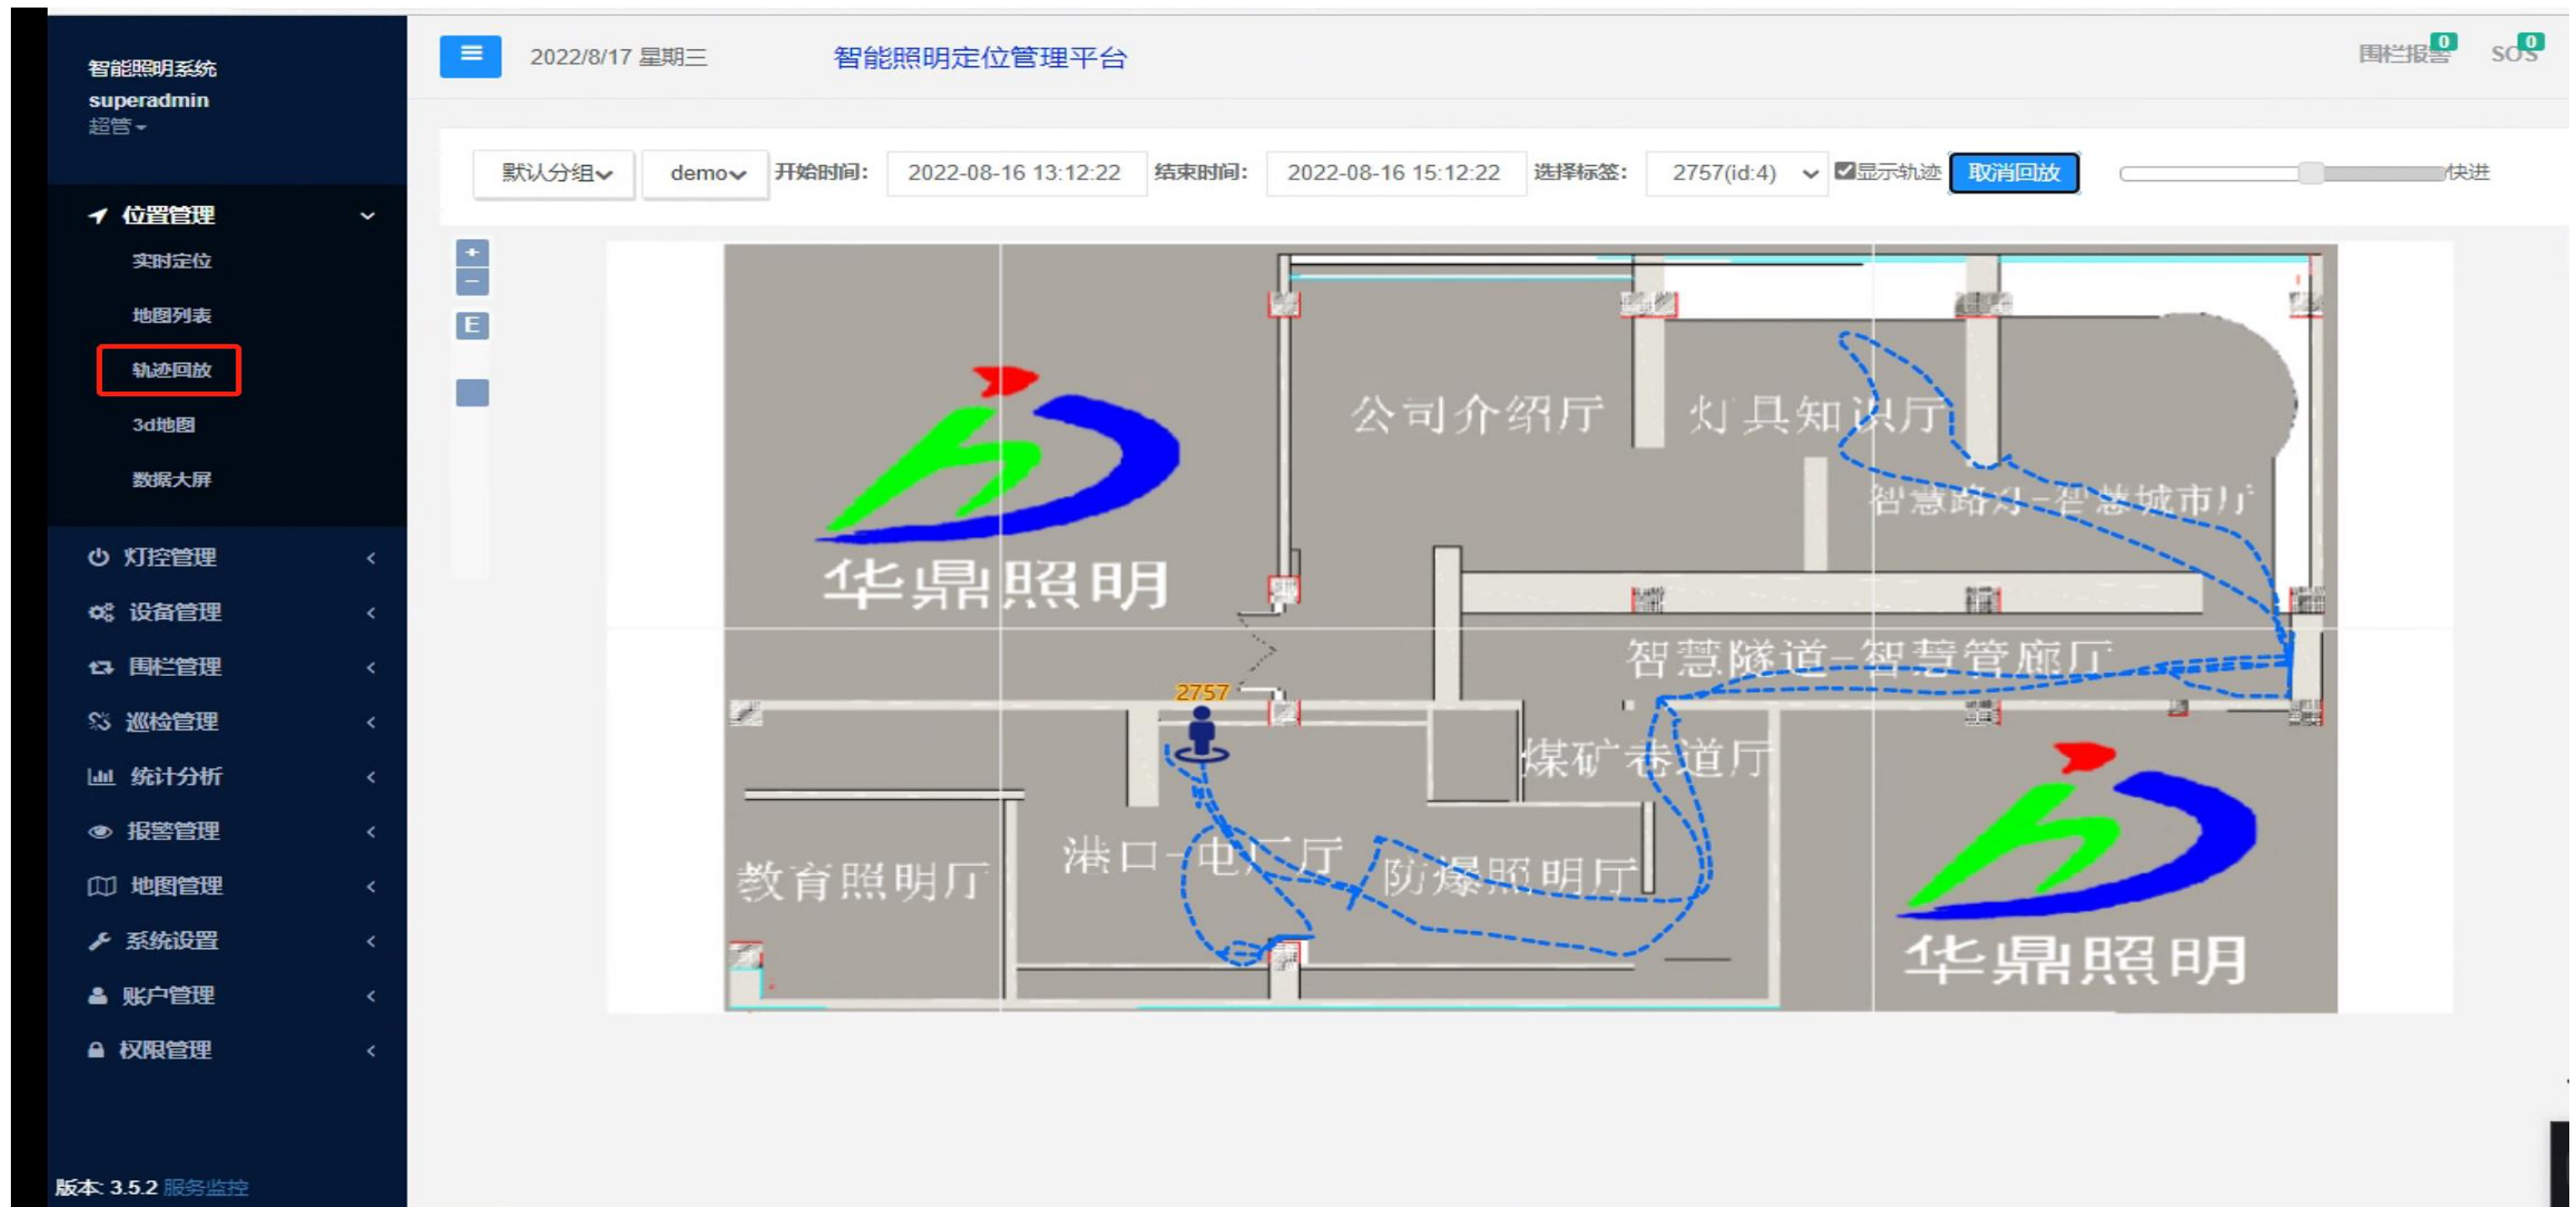 智能照明系统
superadmin
超管
2022/8/17 星期三
智能照明定位管理平台
围栏报警 0
SOS 0
默认分组
demo
开始时间: 2022-08-16 13:12:22
结束时间: 2022-08-16 15:12:22
选择标签: 2757(id:4)
显示轨迹
取消回放
快进
位置管理
实时定位
地图列表
轨迹回放
3d地图
数据大屏
灯控管理
设备管理
围栏管理
巡检管理
统计分析
报警管理
地图管理
系统设置
账户管理
权限管理
版本: 3.5.2 服务监控
+
−
E
华鼎照明
公司介绍厅
灯具知识厅
智慧路灯-智慧城市厅
智慧隧道-智慧管廊厅
2757
煤矿巷道厅
教育照明厅
港口-电厂厅
防爆照明厅
华鼎照明